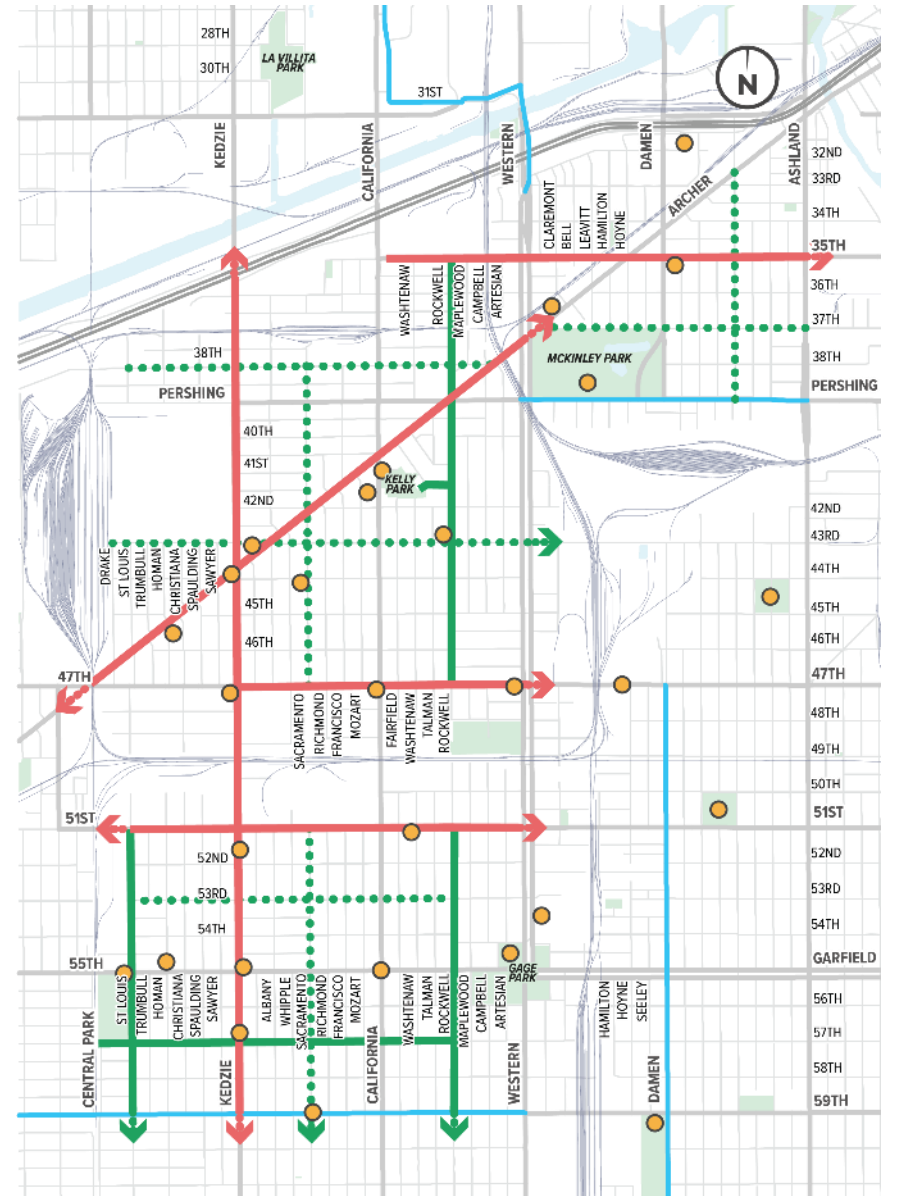 28TH
30TH
LA VILLITA
PARK
31ST
N
KEDZIE
CALIFORNIA
WESTERN
DAMEN
ASHLAND
ARCHER
32ND
33RD
34TH
35TH
36TH
37TH
38TH
PERSHING
CLAREMONT
BELL
LEAVITT
HAMILTON
HOYNE
WASHTENAW
ROCKWELL
MAPLEWOOD
CAMPBELL
ARTESIAN
MCKINLEY PARK
38TH
PERSHING
40TH
41ST
42ND
KELLY
PARK
DRAKE
ST LOUIS
TRUMBULL
HOMAN
CHRISTIANA
SPAULDING
SAWYER
45TH
46TH
47TH
42ND
43RD
44TH
45TH
46TH
47TH
48TH
49TH
50TH
51ST
52ND
53RD
54TH
GARFIELD
56TH
57TH
58TH
59TH
SACRAMENTO
RICHMOND
FRANCISCO
MOZART
FAIRFIELD
WASHTENAW
TALMAN
ROCKWELL
51ST
52ND
53RD
54TH
55TH
GAGE
PARK
CENTRAL PARK
ST LOUIS
TRUMBULL
HOMAN
CHRISTIANA
SPAULDING
SAWYER
KEDZIE
ALBANY
WHIPPLE
SACRAMENTO
RICHMOND
FRANCISCO
MOZART
CALIFORNIA
WASHTENAW
TALMAN
ROCKWELL
MAPLEWOOD
CAMPBELL
ARTESIAN
WESTERN
HAMILTON
HOYNE
SEELEY
DAMEN